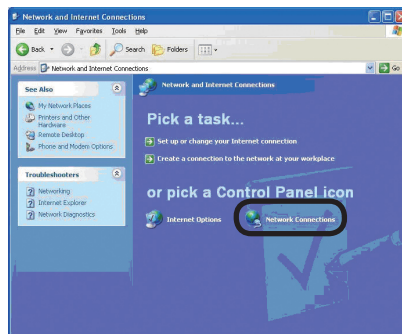 Network and Internet Connections
File Edit View Favorites Tools Help
Back Search Folders
Address Network and Internet Connections Go
See Also
My Network Places
Printers and Other
Hardware
Remote Desktop
Phone and Modem Options
Troubleshooters
Networking
Internet Explorer
Network Diagnostics
Network and Internet Connections
Pick a task...
Set up or change your Internet connection
Create a connection to the network at your workplace
or pick a Control Panel icon
Internet Options Network Connections